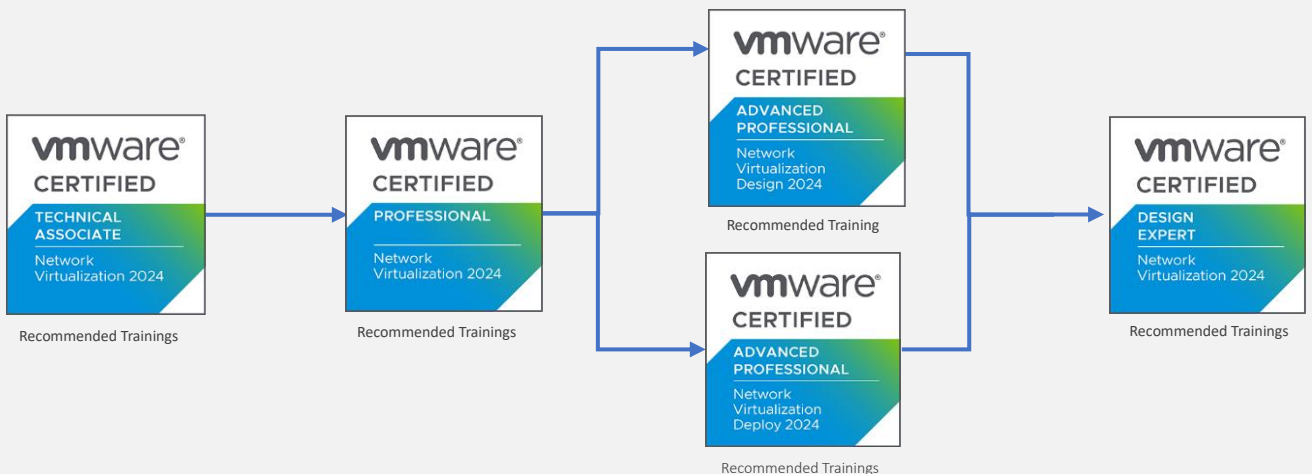 vmware®
CERTIFIED
TECHNICAL
ASSOCIATE
Network
Virtualization 2024
Recommended Trainings
vmware®
CERTIFIED
PROFESSIONAL
Network
Virtualization 2024
Recommended Trainings
vmware®
CERTIFIED
ADVANCED
PROFESSIONAL
Network
Virtualization
Design 2024
Recommended Training
vmware®
CERTIFIED
ADVANCED
PROFESSIONAL
Network
Virtualization
Deploy 2024
Recommended Trainings
vmware®
CERTIFIED
DESIGN
EXPERT
Network
Virtualization 2024
Recommended Trainings